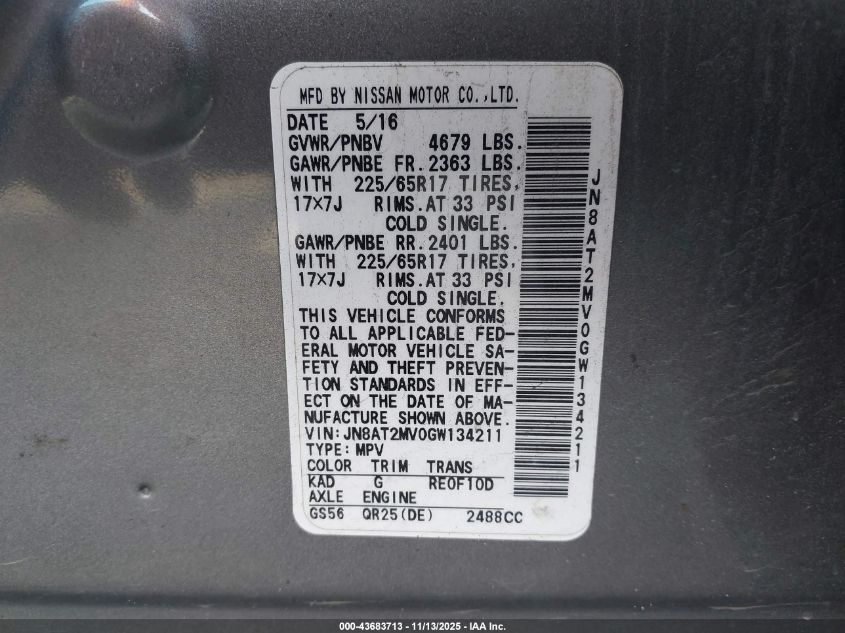 MFD BY NISSAN MOTOR CO.,LTD.
DATE 5/16
GVWR/PNBV 4679 LBS.
GAWR/PNBE FR. 2363 LBS.
WITH 225/65R17 TIRES,
17×7J RIMS.AT 33 PSI
COLD SINGLE.
GAWR/PNBE RR. 2401 LBS.
WITH 225/65R17 TIRES,
17×7J RIMS.AT 33 PSI
COLD SINGLE.
THIS VEHICLE CONFORMS
TO ALL APPLICABLE FED-
ERAL MOTOR VEHICLE SA-
FETY AND THEFT PREVEN-
TION STANDARDS IN EFF-
ECT ON THE DATE OF MA-
NUFACTURE SHOWN ABOVE.
VIN:JN8AT2MV0GW134211
TYPE:MPV
COLOR TRIM TRANS
KAD G RE0F10D
AXLE ENGINE
GS56 QR25(DE) 2488CC
JN8AT2MV0GW134211
000-43683713 - 11/13/2025 - IAA Inc.